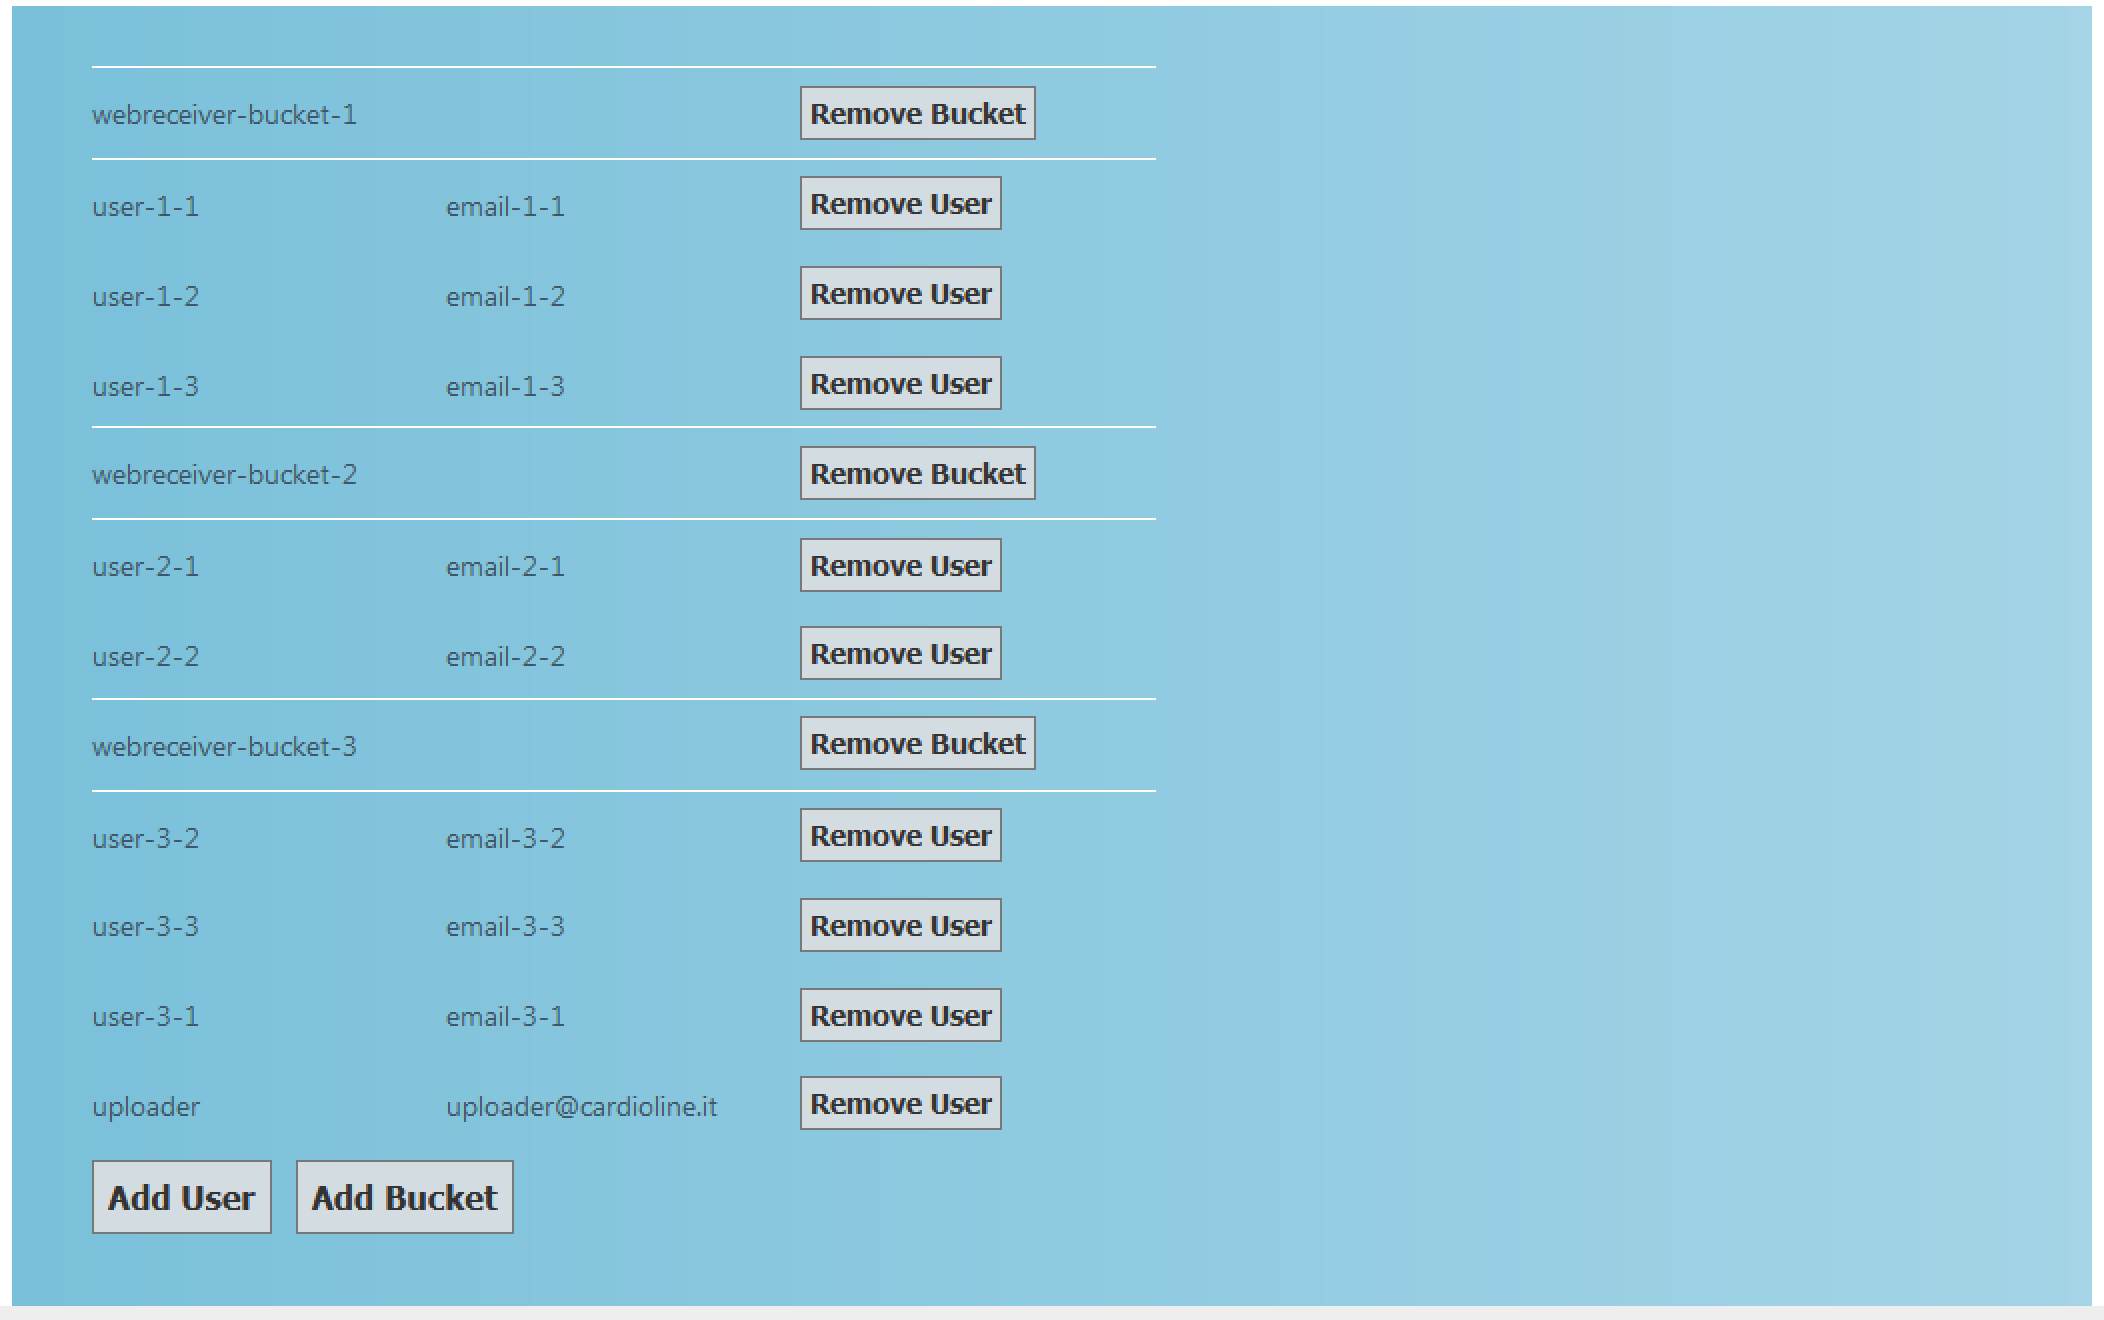 webreceiver-bucket-1 Remove Bucket
user-1-1 email-1-1 Remove User
user-1-2 email-1-2 Remove User
user-1-3 email-1-3 Remove User
webreceiver-bucket-2 Remove Bucket
user-2-1 email-2-1 Remove User
user-2-2 email-2-2 Remove User
webreceiver-bucket-3 Remove Bucket
user-3-2 email-3-2 Remove User
user-3-3 email-3-3 Remove User
user-3-1 email-3-1 Remove User
uploader uploader@cardioline.it Remove User
Add User Add Bucket